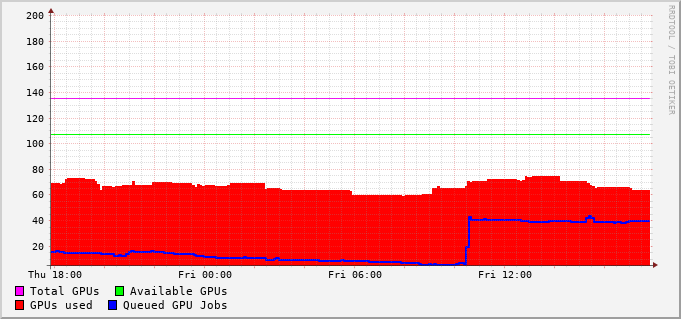 200
180
160
140
120
100
80
60
40
20
Thu 18:00 Fri 00:00 Fri 06:00 Fri 12:00
Total GPUs Available GPUs
GPUs used Queued GPU Jobs
RRDTOOL / TOBI OETIKER